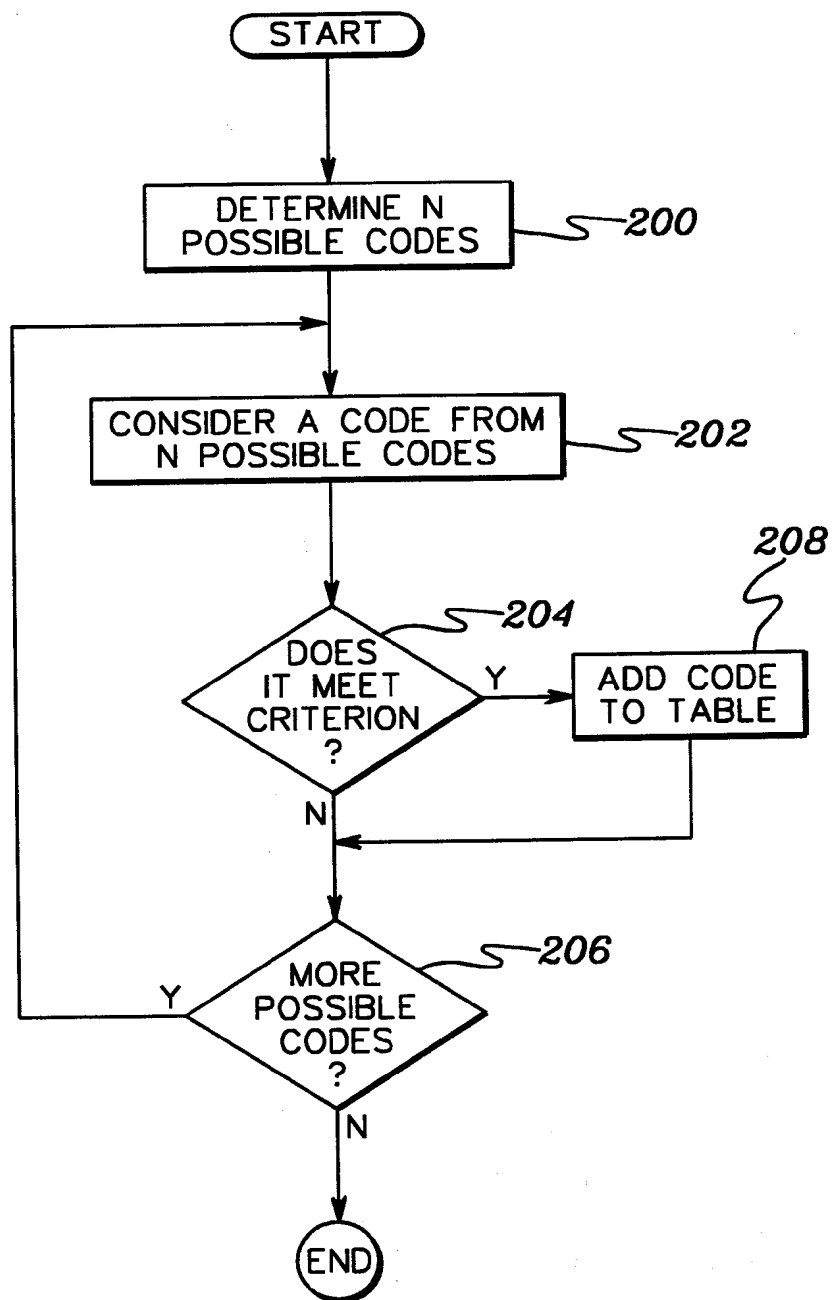 START
DETERMINE N
POSSIBLE CODES
200
CONSIDER A CODE FROM
N POSSIBLE CODES
202
208
204
DOES
IT MEET
CRITERION
?
Y
ADD CODE
TO TABLE
N
206
MORE
POSSIBLE
CODES
?
Y
N
END